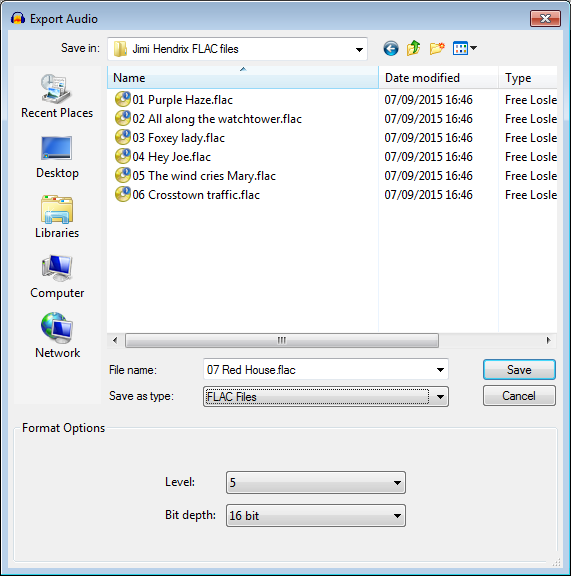 Export Audio
Save in: Jimi Hendrix FLAC files
Name Date modified Type
01 Purple Haze.flac 07/09/2015 16:46 Free Losle
02 All along the watchtower.flac 07/09/2015 16:46 Free Losle
03 Foxey lady.flac 07/09/2015 16:46 Free Losle
04 Hey Joe.flac 07/09/2015 16:46 Free Losle
05 The wind cries Mary.flac 07/09/2015 16:46 Free Losle
06 Crosstown traffic.flac 07/09/2015 16:46 Free Losle
Recent Places
Desktop
Libraries
Computer
Network
File name: 07 Red House.flac Save
Save as type: FLAC Files Cancel
Format Options
Level: 5
Bit depth: 16 bit